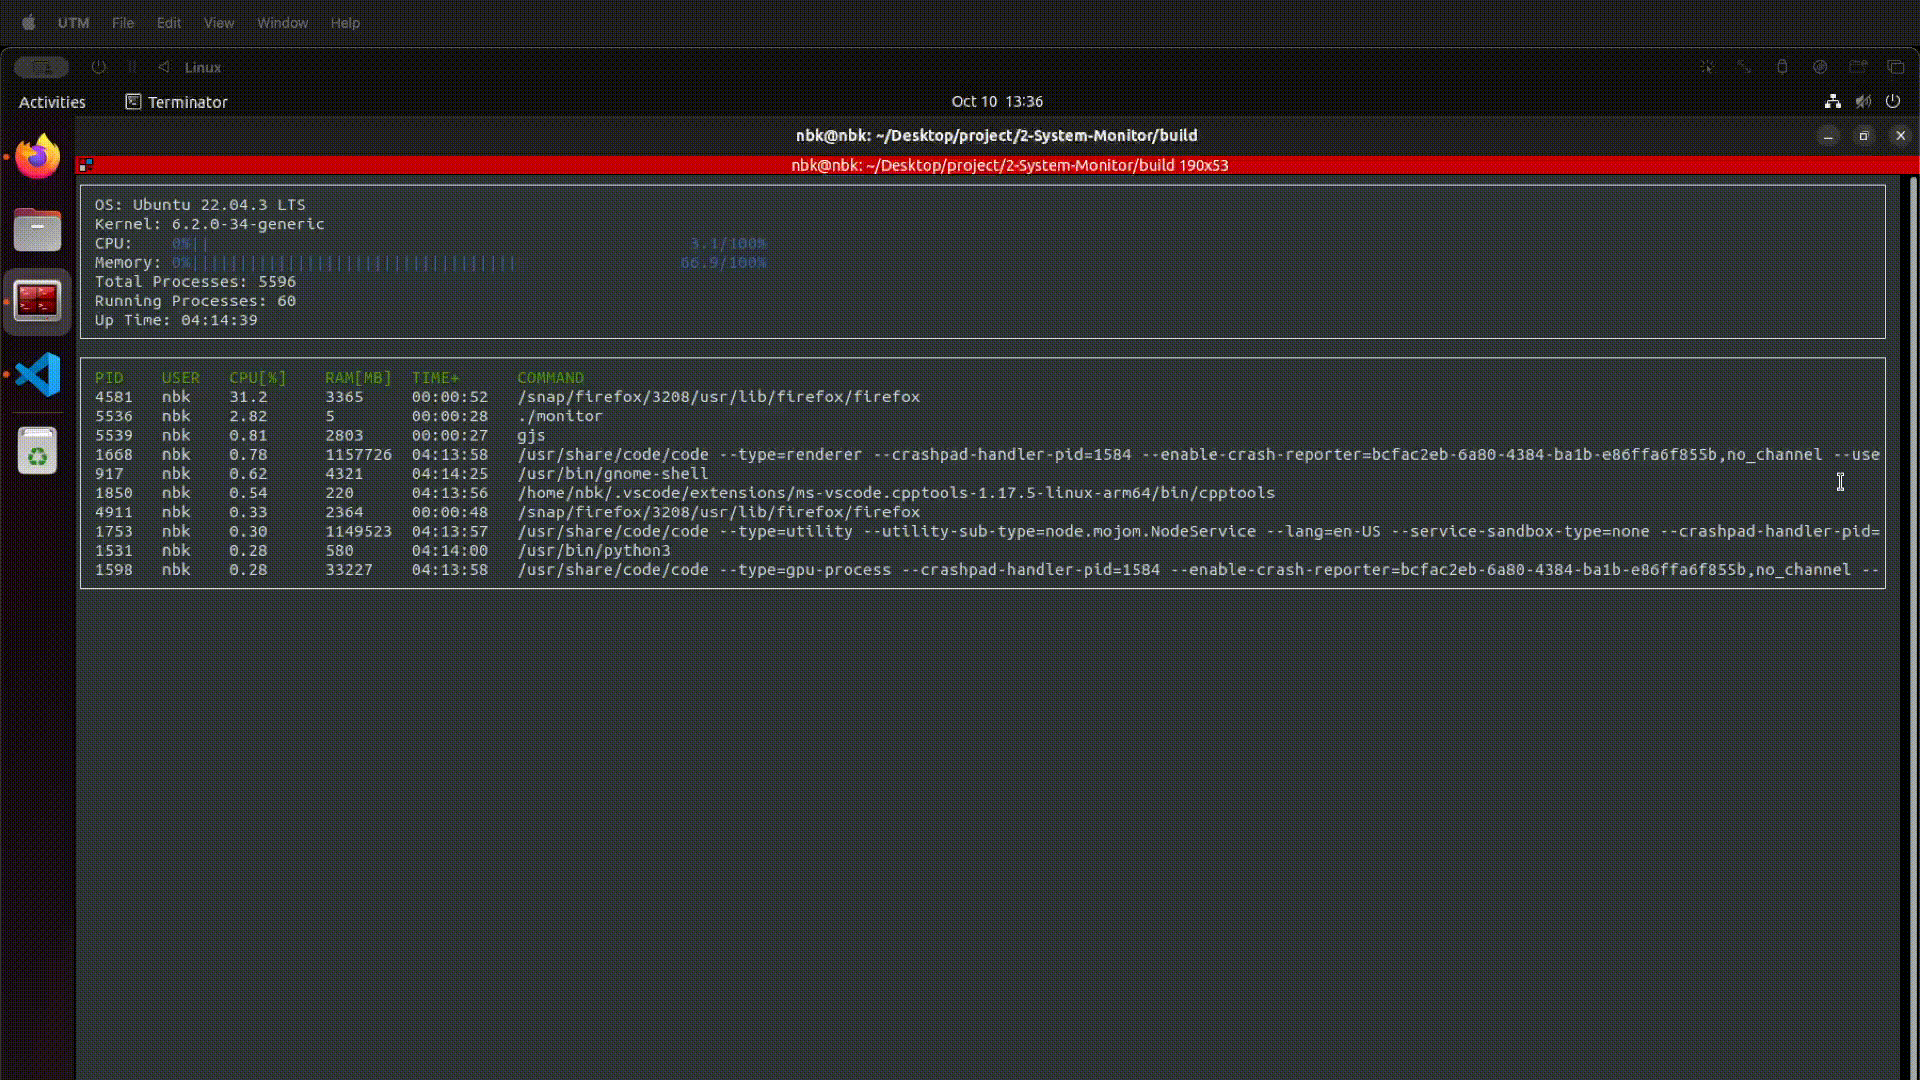 UTM File Edit View Window Help
Linux
Activities Terminator Oct 10 13:36
nbk@nbk: ~/Desktop/project/2-System-Monitor/build
nbk@nbk: ~/Desktop/project/2-System-Monitor/build 190x53
OS: Ubuntu 22.04.3 LTS
Kernel: 6.2.0-34-generic
CPU: 0%|| 3.1/100%
Memory: 0%|||||||||||||||||||||||||||||||||| 66.9/100%
Total Processes: 5596
Running Processes: 60
Up Time: 04:14:39
PID USER CPU[%] RAM[MB] TIME+ COMMAND
4581 nbk 31.2 3365 00:00:52 /snap/firefox/3208/usr/lib/firefox/firefox
5536 nbk 2.82 5 00:00:28 ./monitor
5539 nbk 0.81 2803 00:00:27 gjs
1668 nbk 0.78 1157726 04:13:58 /usr/share/code/code --type=renderer --crashpad-handler-pid=1584 --enable-crash-reporter=bcfac2eb-6a80-4384-ba1b-e86ffa6f855b,no_channel --use
917 nbk 0.62 4321 04:14:25 /usr/bin/gnome-shell
1850 nbk 0.54 220 04:13:56 /home/nbk/.vscode/extensions/ms-vscode.cpptools-1.17.5-linux-arm64/bin/cpptools
4911 nbk 0.33 2364 00:00:48 /snap/firefox/3208/usr/lib/firefox/firefox
1753 nbk 0.30 1149523 04:13:57 /usr/share/code/code --type=utility --utility-sub-type=node.mojom.NodeService --lang=en-US --service-sandbox-type=none --crashpad-handler-pid=
1531 nbk 0.28 580 04:14:00 /usr/bin/python3
1598 nbk 0.28 33227 04:13:58 /usr/share/code/code --type=gpu-process --crashpad-handler-pid=1584 --enable-crash-reporter=bcfac2eb-6a80-4384-ba1b-e86ffa6f855b,no_channel --